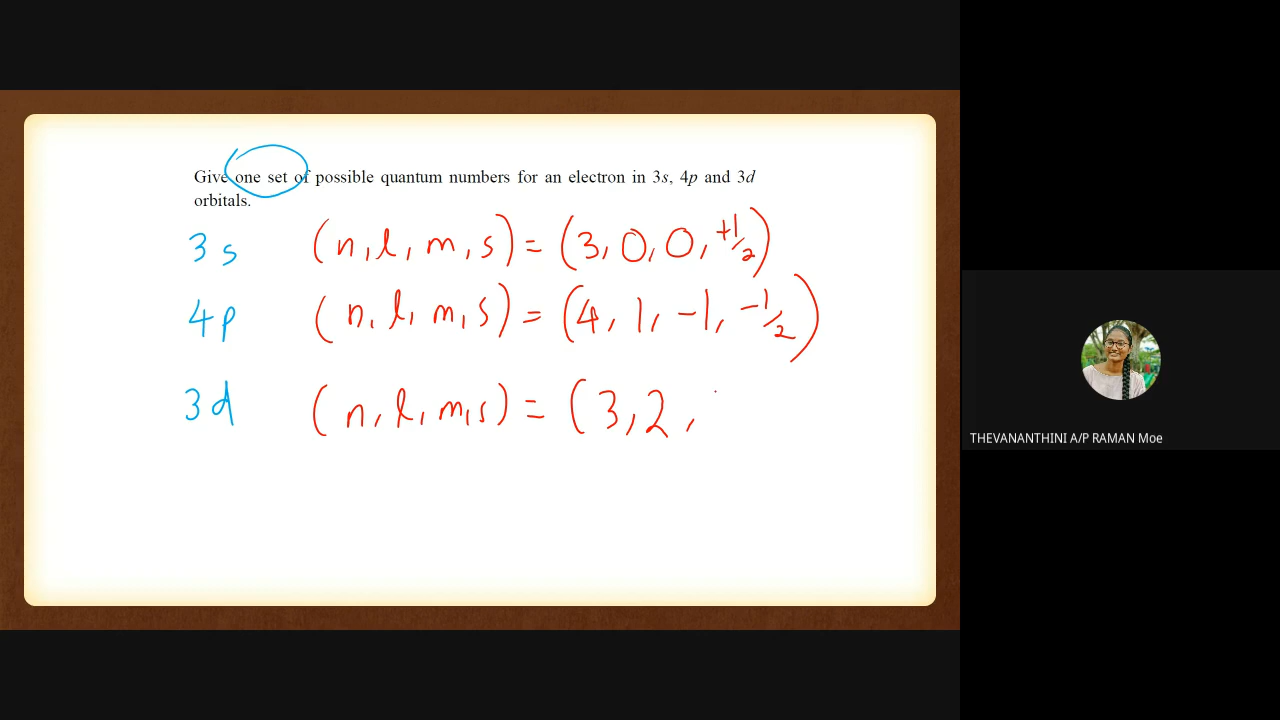 Give one set of possible quantum numbers for an electron in 3s, 4p and 3d
orbitals.
3s (n, l, m, s) = (3, 0, 0, +1/2)
4p (n, l, m, s) = (4, 1, -1, -1/2)
3d (n, l, m, s) = (3, 2,
THEVANANTHINI A/P RAMAN Moe